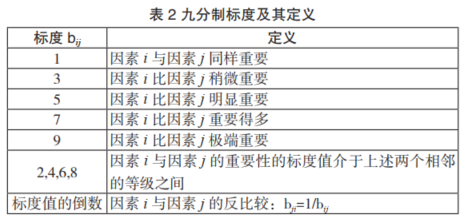 表 2 九分制标度及其定义
标度 bij 定义
1 因素 i 与因素 j 同样重要
3 因素 i 比因素 j 稍微重要
5 因素 i 比因素 j 明显重要
7 因素 i 比因素 j 重要得多
9 因素 i 比因素 j 极端重要
2,4,6,8 因素 i 与因素 j 的重要性的标度值介于上述两个相邻
的等级之间
标度值的倒数 因素 i 与因素 j 的反比较：bji=1/bij